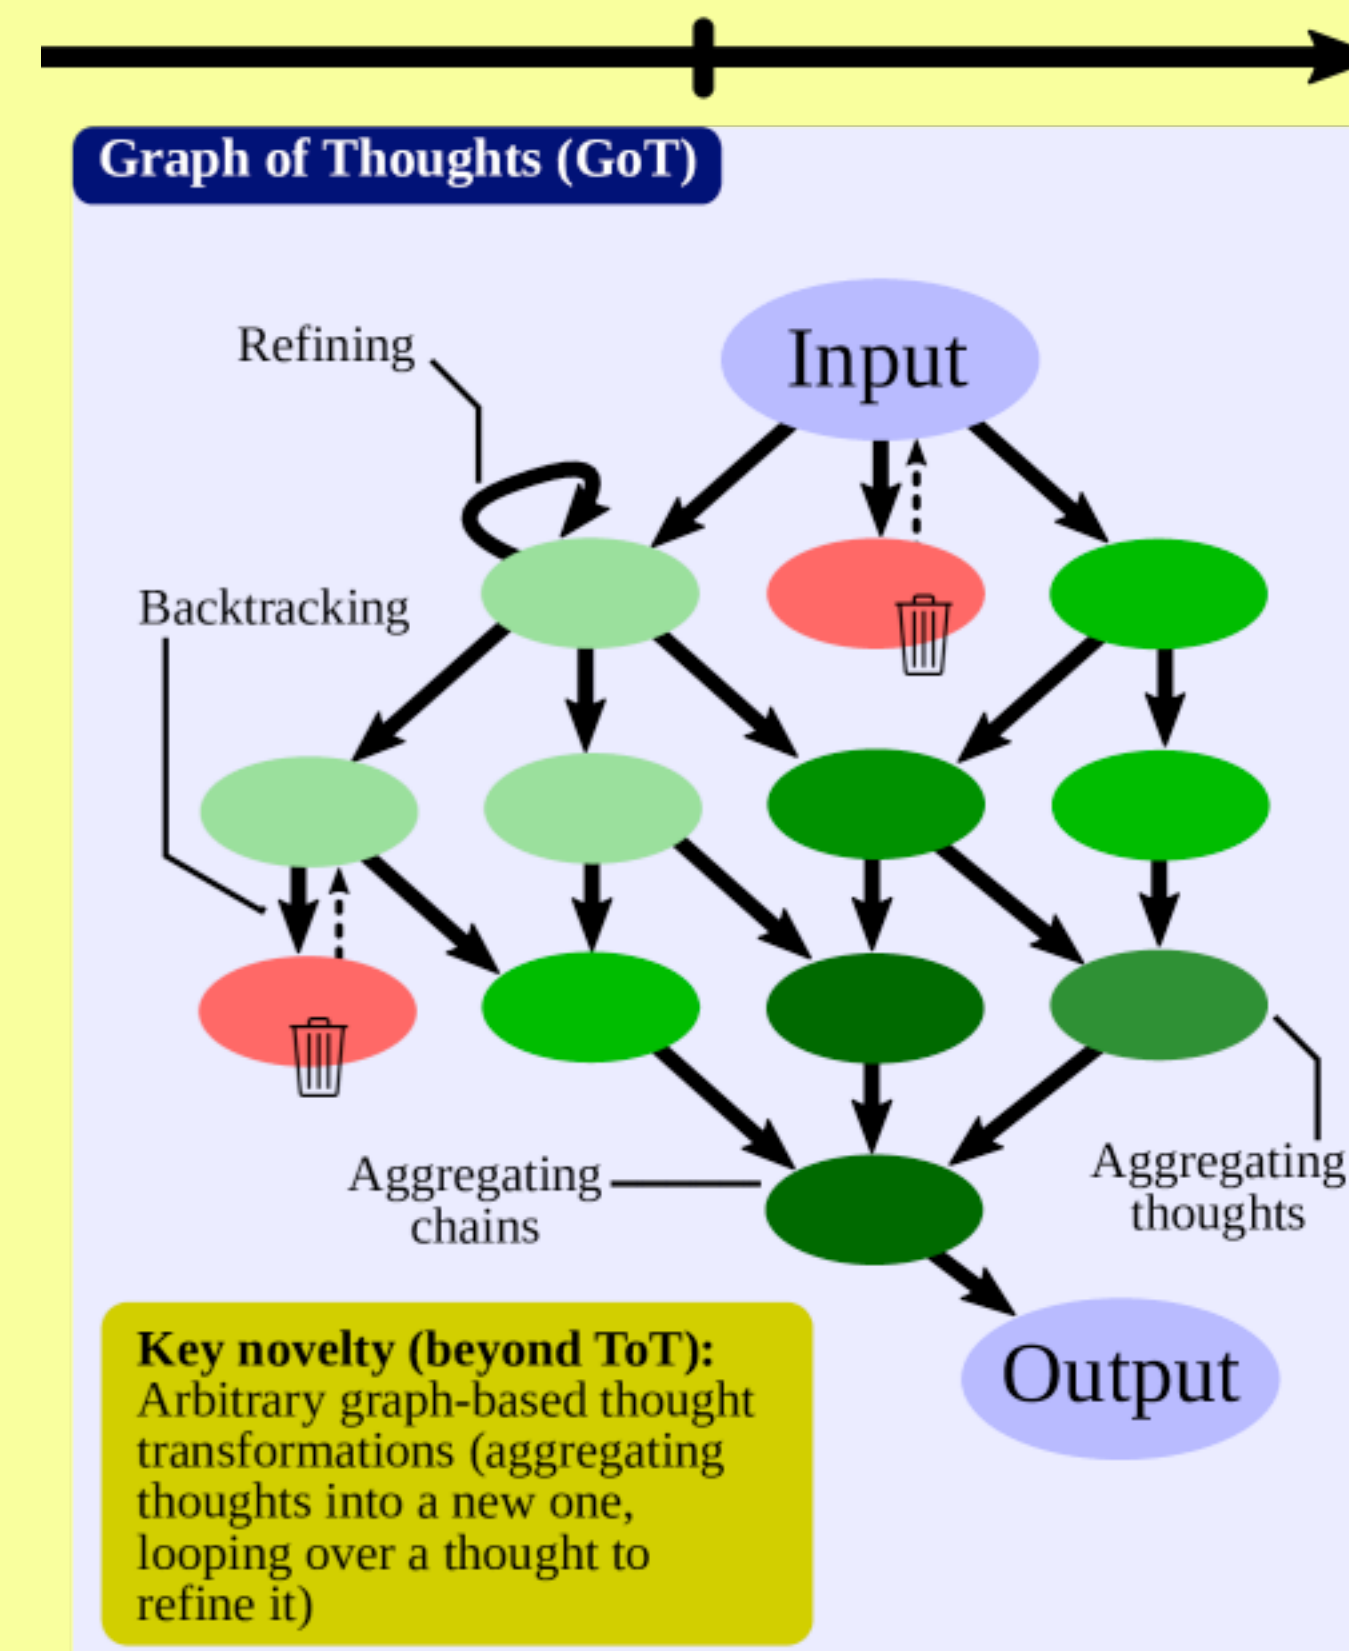 Graph of Thoughts (GoT)
Refining
Input
Backtracking
Aggregating
chains
Aggregating
thoughts
Output
Key novelty (beyond ToT):
Arbitrary graph-based thought
transformations (aggregating
thoughts into a new one,
looping over a thought to
refine it)